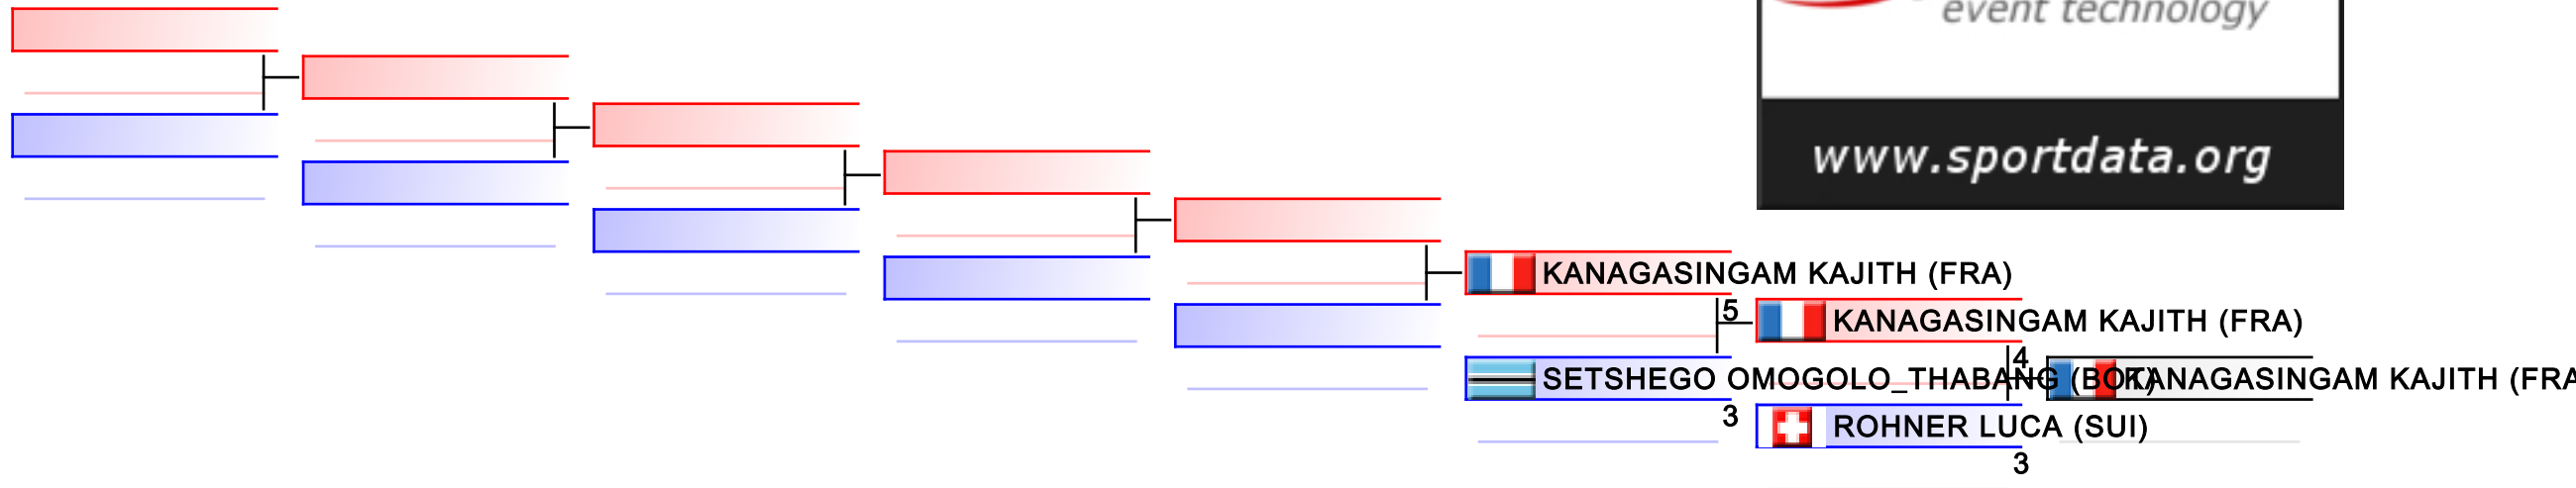 event technology
www.sportdata.org
KANAGASINGAM KAJITH (FRA)
5
KANAGASINGAM KAJITH (FRA)
4
SETSHEGO OMOGOLO_THABANG (BOT)
KANAGASINGAM KAJITH (FRA
3
ROHNER LUCA (SUI)
3